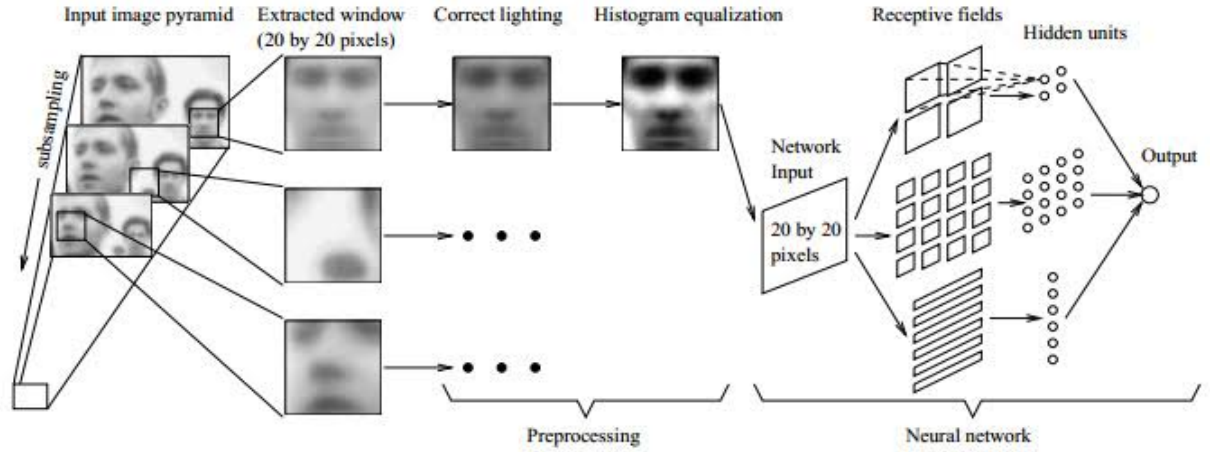 Input image pyramid
Extracted window
(20 by 20 pixels)
Correct lighting
Histogram equalization
Receptive fields
Hidden units
subsampling
Network
Input
20 by 20
pixels
Output
Preprocessing
Neural network